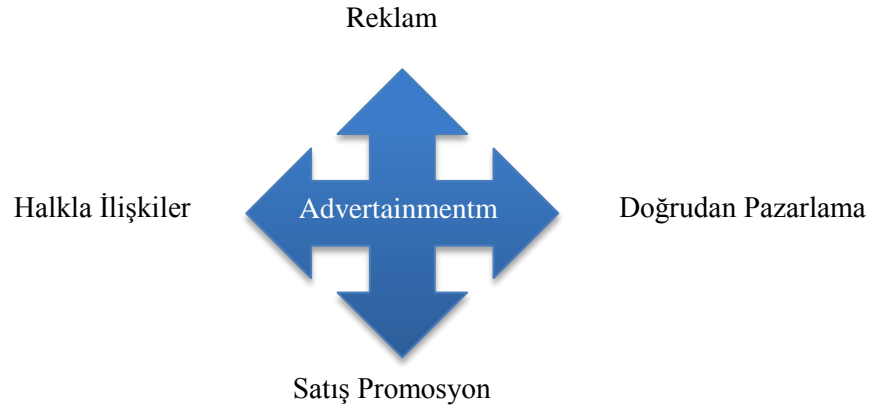 Reklam
Halkla İlişkiler
Advertainmentm
Doğrudan Pazarlama
Satış Promosyon